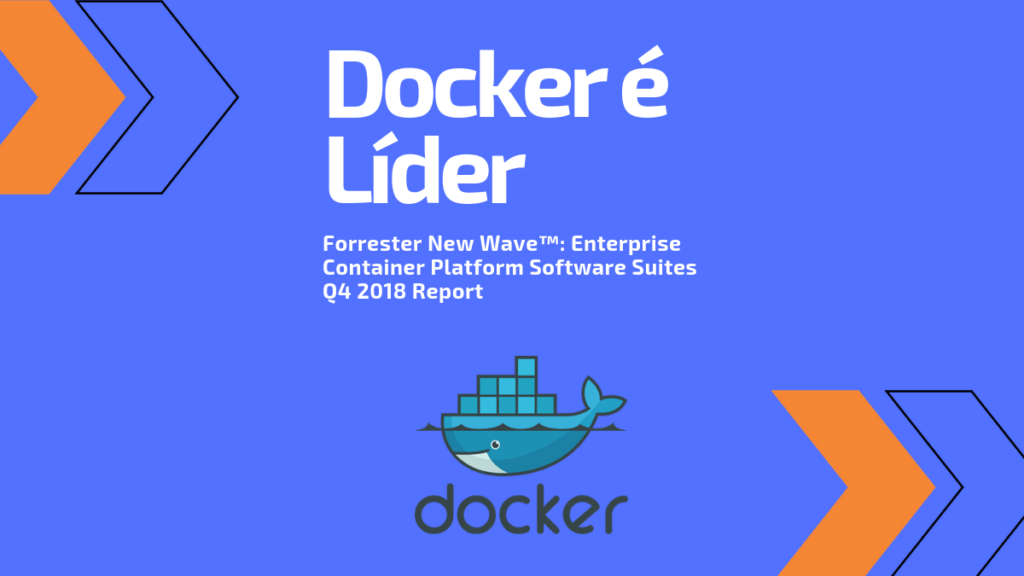 Docker é
Líder
Forrester New Wave™: Enterprise
Container Platform Software Suites
Q4 2018 Report
docker